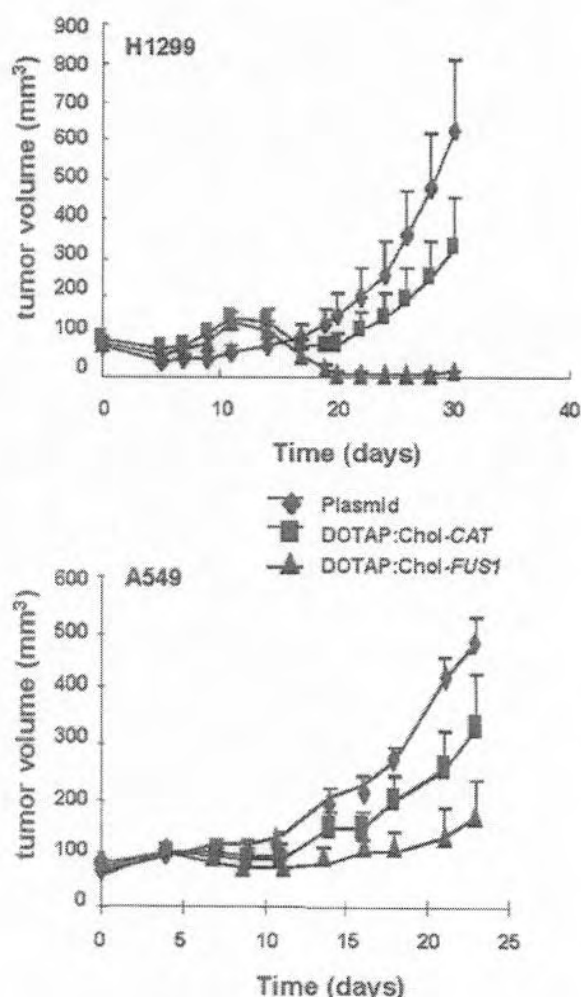 H1299
tumor volume (mm³)
900
800
700
600
500
400
300
200
100
0
0 10 20 30 40
Time (days)
Plasmid
DOTAP:Chol-CAT
DOTAP:Chol-FUS1
A549
tumor volume (mm³)
600
500
400
300
200
100
0
0 5 10 15 20 25
Time (days)